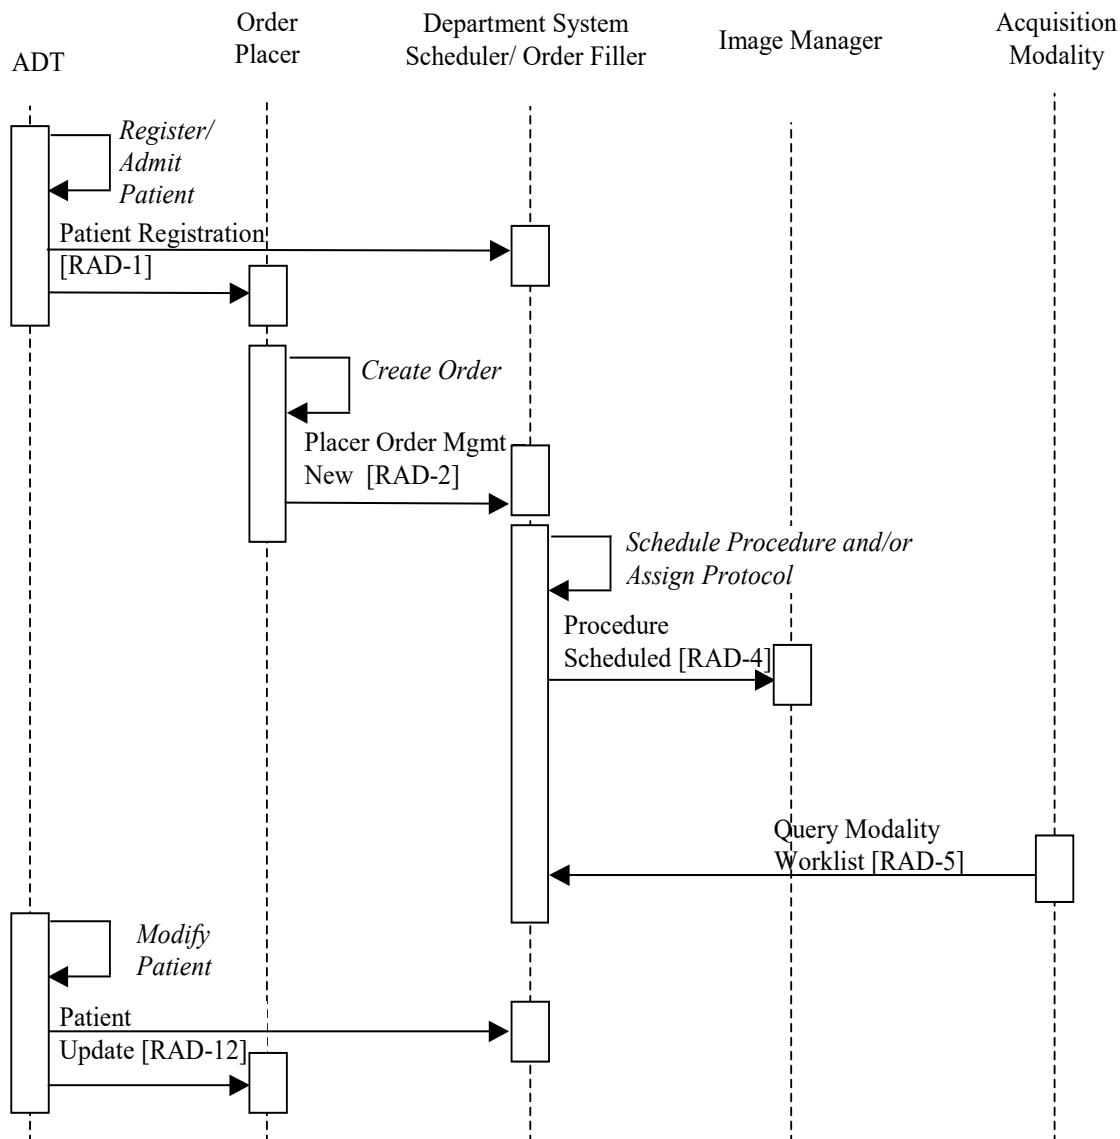 ADT
Order
Placer
Department System
Scheduler/ Order Filler
Image Manager
Acquisition
Modality
Register/
Admit
Patient
Patient Registration
[RAD-1]
Create Order
Placer Order Mgmt
New [RAD-2]
Schedule Procedure and/or
Assign Protocol
Procedure
Scheduled [RAD-4]
Query Modality
Worklist [RAD-5]
Modify
Patient
Patient
Update [RAD-12]